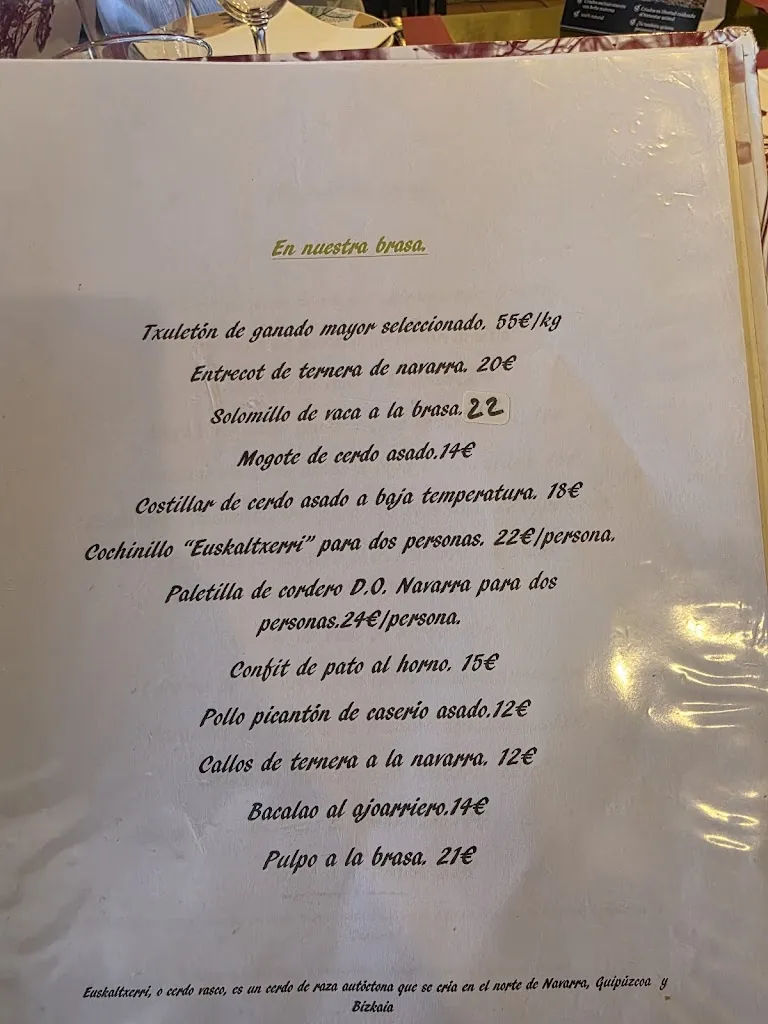 En nuestra brasa.
Txuletón de ganado mayor seleccionado. 55€/kg
Entrecot de ternera de navarra. 20€
Solomillo de vaca a la brasa. 22
Mogote de cerdo asado.14€
Costillar de cerdo asado a baja temperatura. 18€
Cochinillo “Euskaltxerri” para dos personas. 22€/persona.
Paletilla de cordero D.O. Navarra para dos
personas.24€/persona.
Confit de pato al horno. 15€
Pollo picantón de caserio asado.12€
Callos de ternera a la navarra. 12€
Bacalao al ajoarriero.14€
Pulpo a la brasa. 21€
Euskaltxerri, o cerdo vasco, es un cerdo de raza autóctona que se cria en el norte de Navarra, Guipúzcoa y
Bizkaia